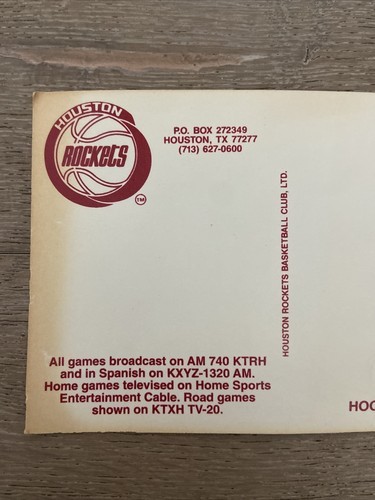 HOUSTON
ROCKETS
TM
P.O. BOX 272349
HOUSTON, TX 77277
(713) 627-0600
HOUSTON ROCKETS BASKETBALL CLUB, LTD.
All games broadcast on AM 740 KTRH
and in Spanish on KXYZ-1320 AM.
Home games televised on Home Sports
Entertainment Cable. Road games
shown on KTXH TV-20.